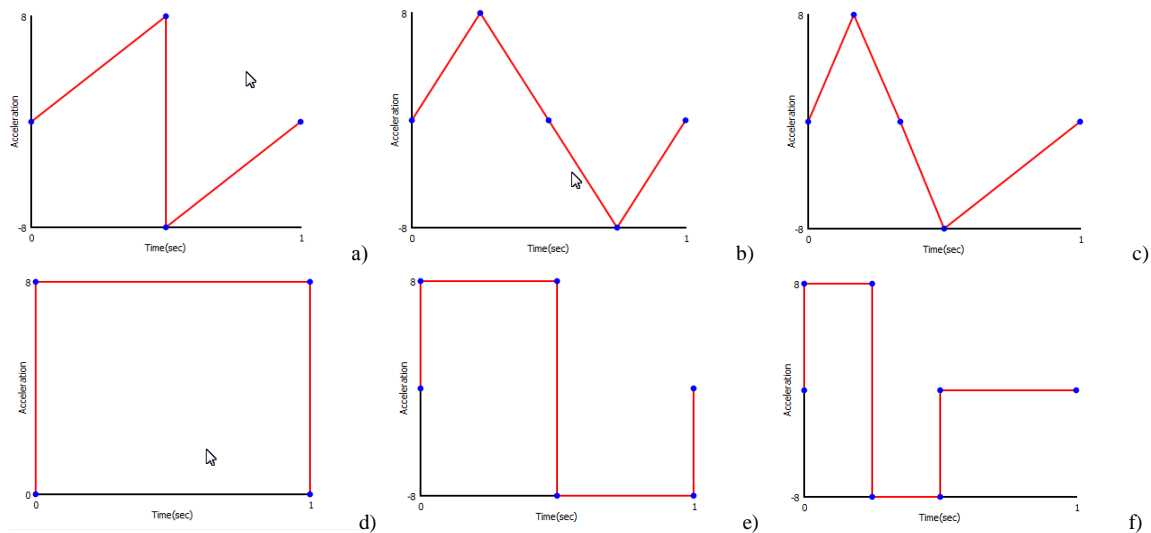 8
Acceleration
-8
0
1
Time(sec)
a)
8
Acceleration
-8
0
1
Time(sec)
b)
8
Acceleration
-8
0
1
Time(sec)
c)
8
Acceleration
0
0
1
Time(sec)
d)
8
Acceleration
-8
0
1
Time(sec)
e)
8
Acceleration
-8
0
1
Time(sec)
f)